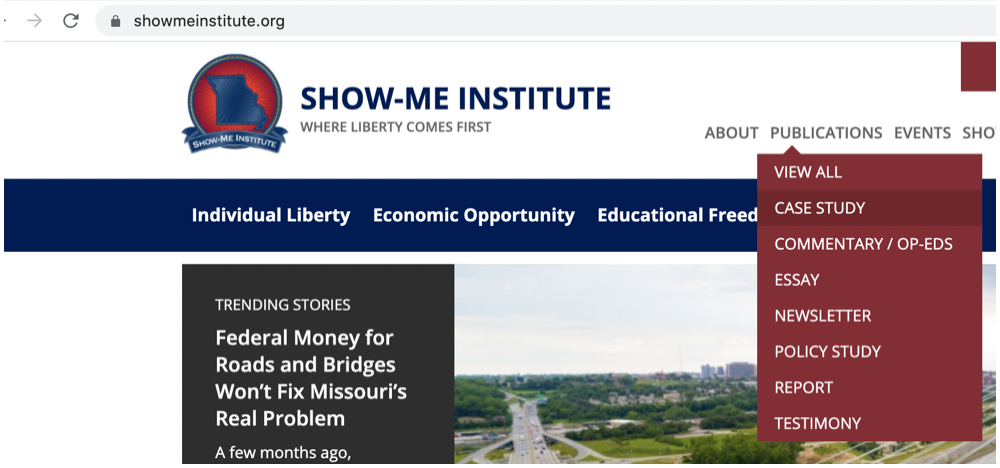 showmeinstitute.org
SHOW-ME INSTITUTE
SHOW-ME INSTITUTE
WHERE LIBERTY COMES FIRST
ABOUT PUBLICATIONS EVENTS SHO
VIEW ALL
CASE STUDY
COMMENTARY / OP-EDS
ESSAY
NEWSLETTER
POLICY STUDY
REPORT
TESTIMONY
Individual Liberty Economic Opportunity Educational Freed
TRENDING STORIES
Federal Money for
Roads and Bridges
Won’t Fix Missouri’s
Real Problem
A few months ago,